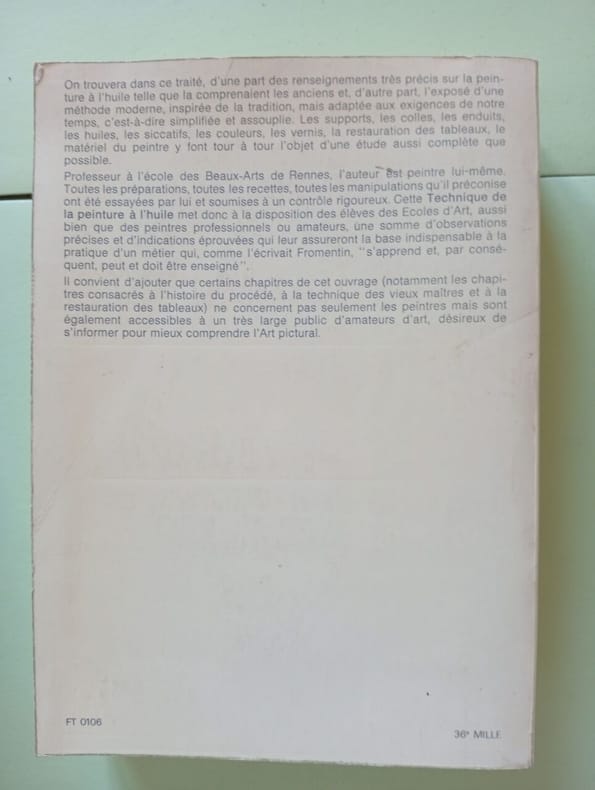 On trouvera dans ce traité, d'une part des renseignements très précis sur la pein-
ture à l'huile telle que la comprenaient les anciens et, d'autre part, l'exposé d'une
méthode moderne, inspirée de la tradition, mais adaptée aux exigences de notre
temps, c'est-à-dire simplifiée et assouplie. Les supports, les colles, les enduits,
les huiles, les siccatifs, les couleurs, les vernis, la restauration des tableaux, le
matériel du peintre y font tour à tour l'objet d'une étude aussi complète que
possible.
Professeur à l'école des Beaux-Arts de Rennes, l'auteur est peintre lui-même.
Toutes les préparations, toutes les recettes, toutes les manipulations qu'il préconise
ont été essayées par lui et soumises à un contrôle rigoureux. Cette Technique de
la peinture à l'huile met donc à la disposition des élèves des Ecoles d'Art, aussi
bien que des peintres professionnels ou amateurs, une somme d'observations
précises et d'indications éprouvées qui leur assureront la base indispensable à la
pratique d'un métier qui, comme l'écrivait Fromentin, "s'apprend et, par consé-
quent, peut et doit être enseigné".
Il convient d'ajouter que certains chapitres de cet ouvrage (notamment les chapi-
tres consacrés à l'histoire du procédé, à la technique des vieux maîtres et à la
restauration des tableaux) ne concernent pas seulement les peintres mais sont
également accessibles à un très large public d'amateurs d'art, désireux de
s'informer pour mieux comprendre l'Art pictural.
FT 0106
36e MILLE